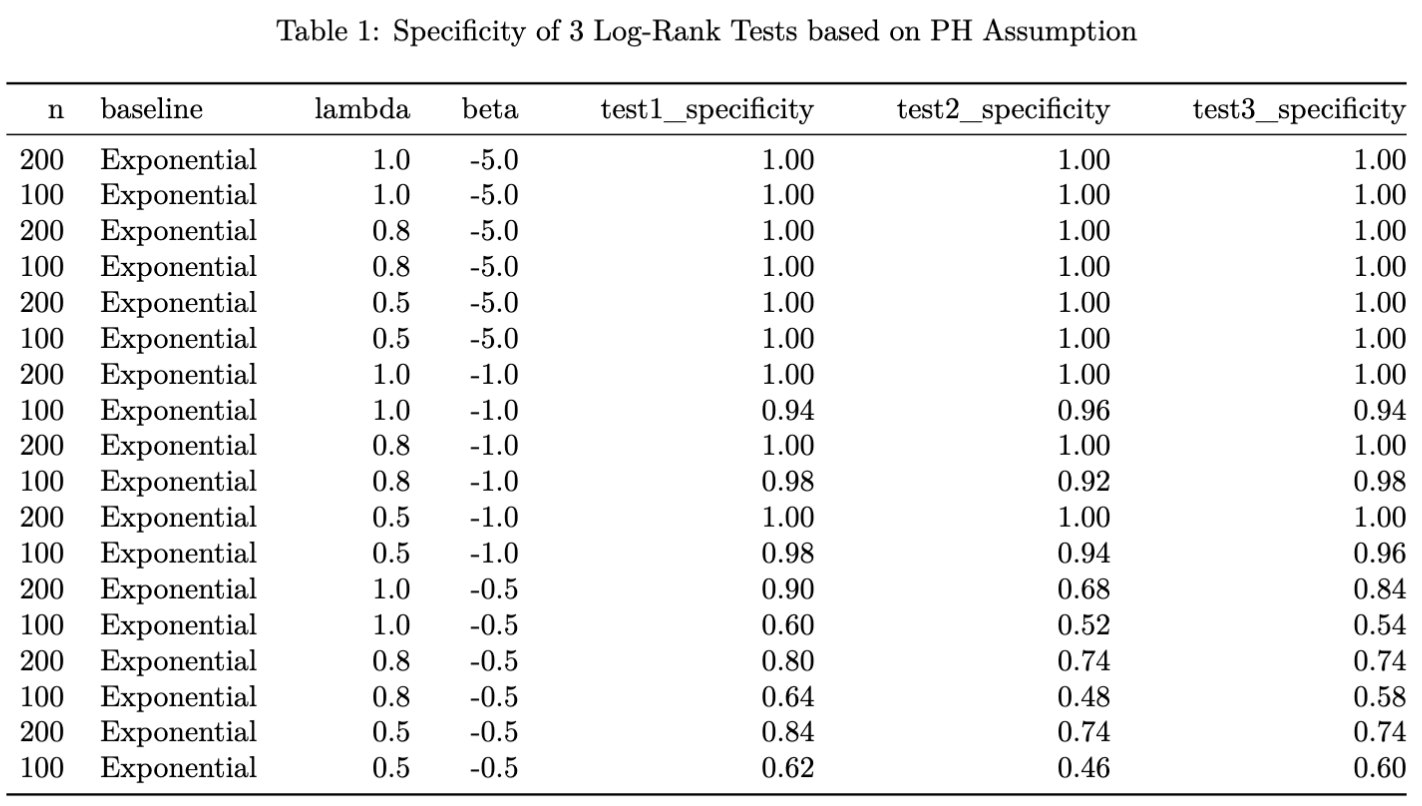 Table 1: Specificity of 3 Log-Rank Tests based on PH Assumption
n baseline lambda beta test1_specificity test2_specificity test3_specificity
200 Exponential 1.0 -5.0 1.00 1.00 1.00
100 Exponential 1.0 -5.0 1.00 1.00 1.00
200 Exponential 0.8 -5.0 1.00 1.00 1.00
100 Exponential 0.8 -5.0 1.00 1.00 1.00
200 Exponential 0.5 -5.0 1.00 1.00 1.00
100 Exponential 0.5 -5.0 1.00 1.00 1.00
200 Exponential 1.0 -1.0 1.00 1.00 1.00
100 Exponential 1.0 -1.0 0.94 0.96 0.94
200 Exponential 0.8 -1.0 1.00 1.00 1.00
100 Exponential 0.8 -1.0 0.98 0.92 0.98
200 Exponential 0.5 -1.0 1.00 1.00 1.00
100 Exponential 0.5 -1.0 0.98 0.94 0.96
200 Exponential 1.0 -0.5 0.90 0.68 0.84
100 Exponential 1.0 -0.5 0.60 0.52 0.54
200 Exponential 0.8 -0.5 0.80 0.74 0.74
100 Exponential 0.8 -0.5 0.64 0.48 0.58
200 Exponential 0.5 -0.5 0.84 0.74 0.74
100 Exponential 0.5 -0.5 0.62 0.46 0.60